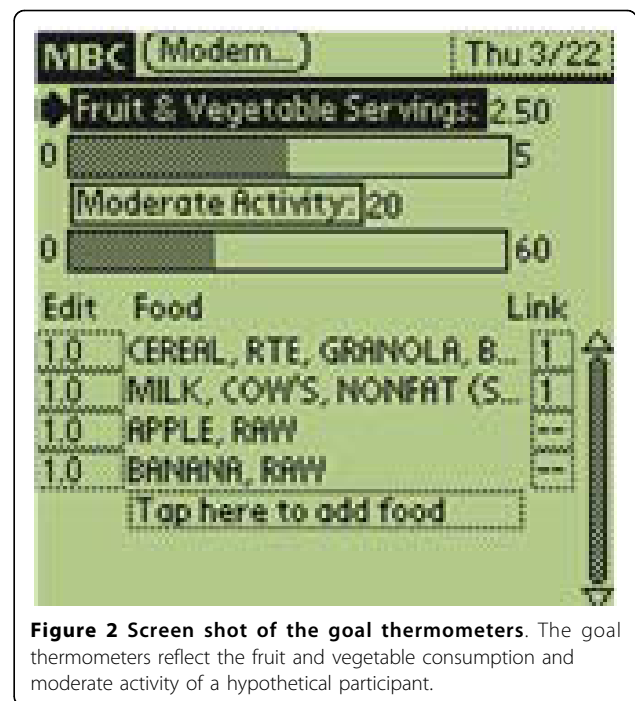 MBC (Modem...) Thu 3/22
Fruit & Vegetable Servings: 2.50
0 5
Moderate Activity: 20
0 60
Edit Food Link
1.0 CEREAL, RTE, GRANOLA, B... 1
1.0 MILK, COW'S, NONFAT (S... 1
1.0 APPLE, RAW --
1.0 BANANA, RAW --
Tap here to add food
Figure 2 Screen shot of the goal thermometers. The goal
thermometers reflect the fruit and vegetable consumption and
moderate activity of a hypothetical participant.